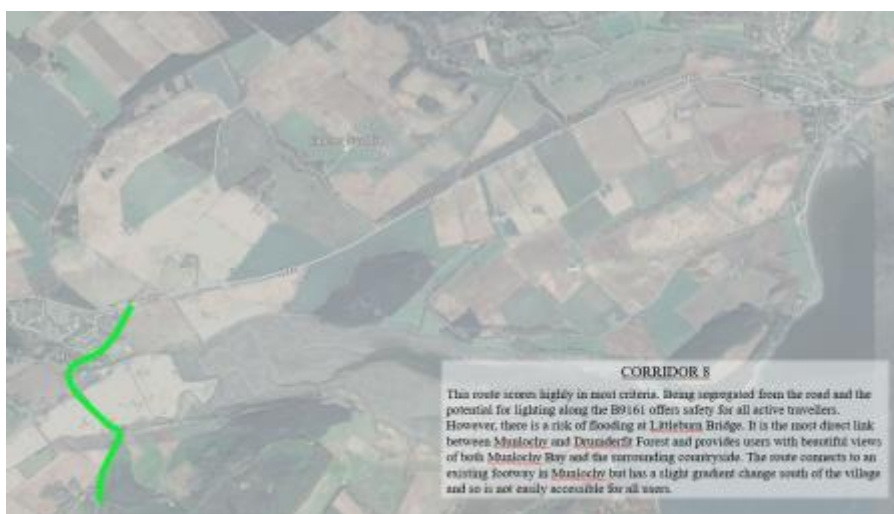 CORRIDOR 8
This route scores highly in most criteria. Being segregated from the road and the
potential for lighting along the B9161 offers safety for all active travellers.
However, there is a risk of flooding at Littleburn Bridge. It is the most direct link
between Munlochy and Drumderfit Forest and provides users with beautiful views
of both Munlochy Bay and the surrounding countryside. The route connects to an
existing footway in Munlochy but has a slight gradient change south of the village
and so is not easily accessible for all users.